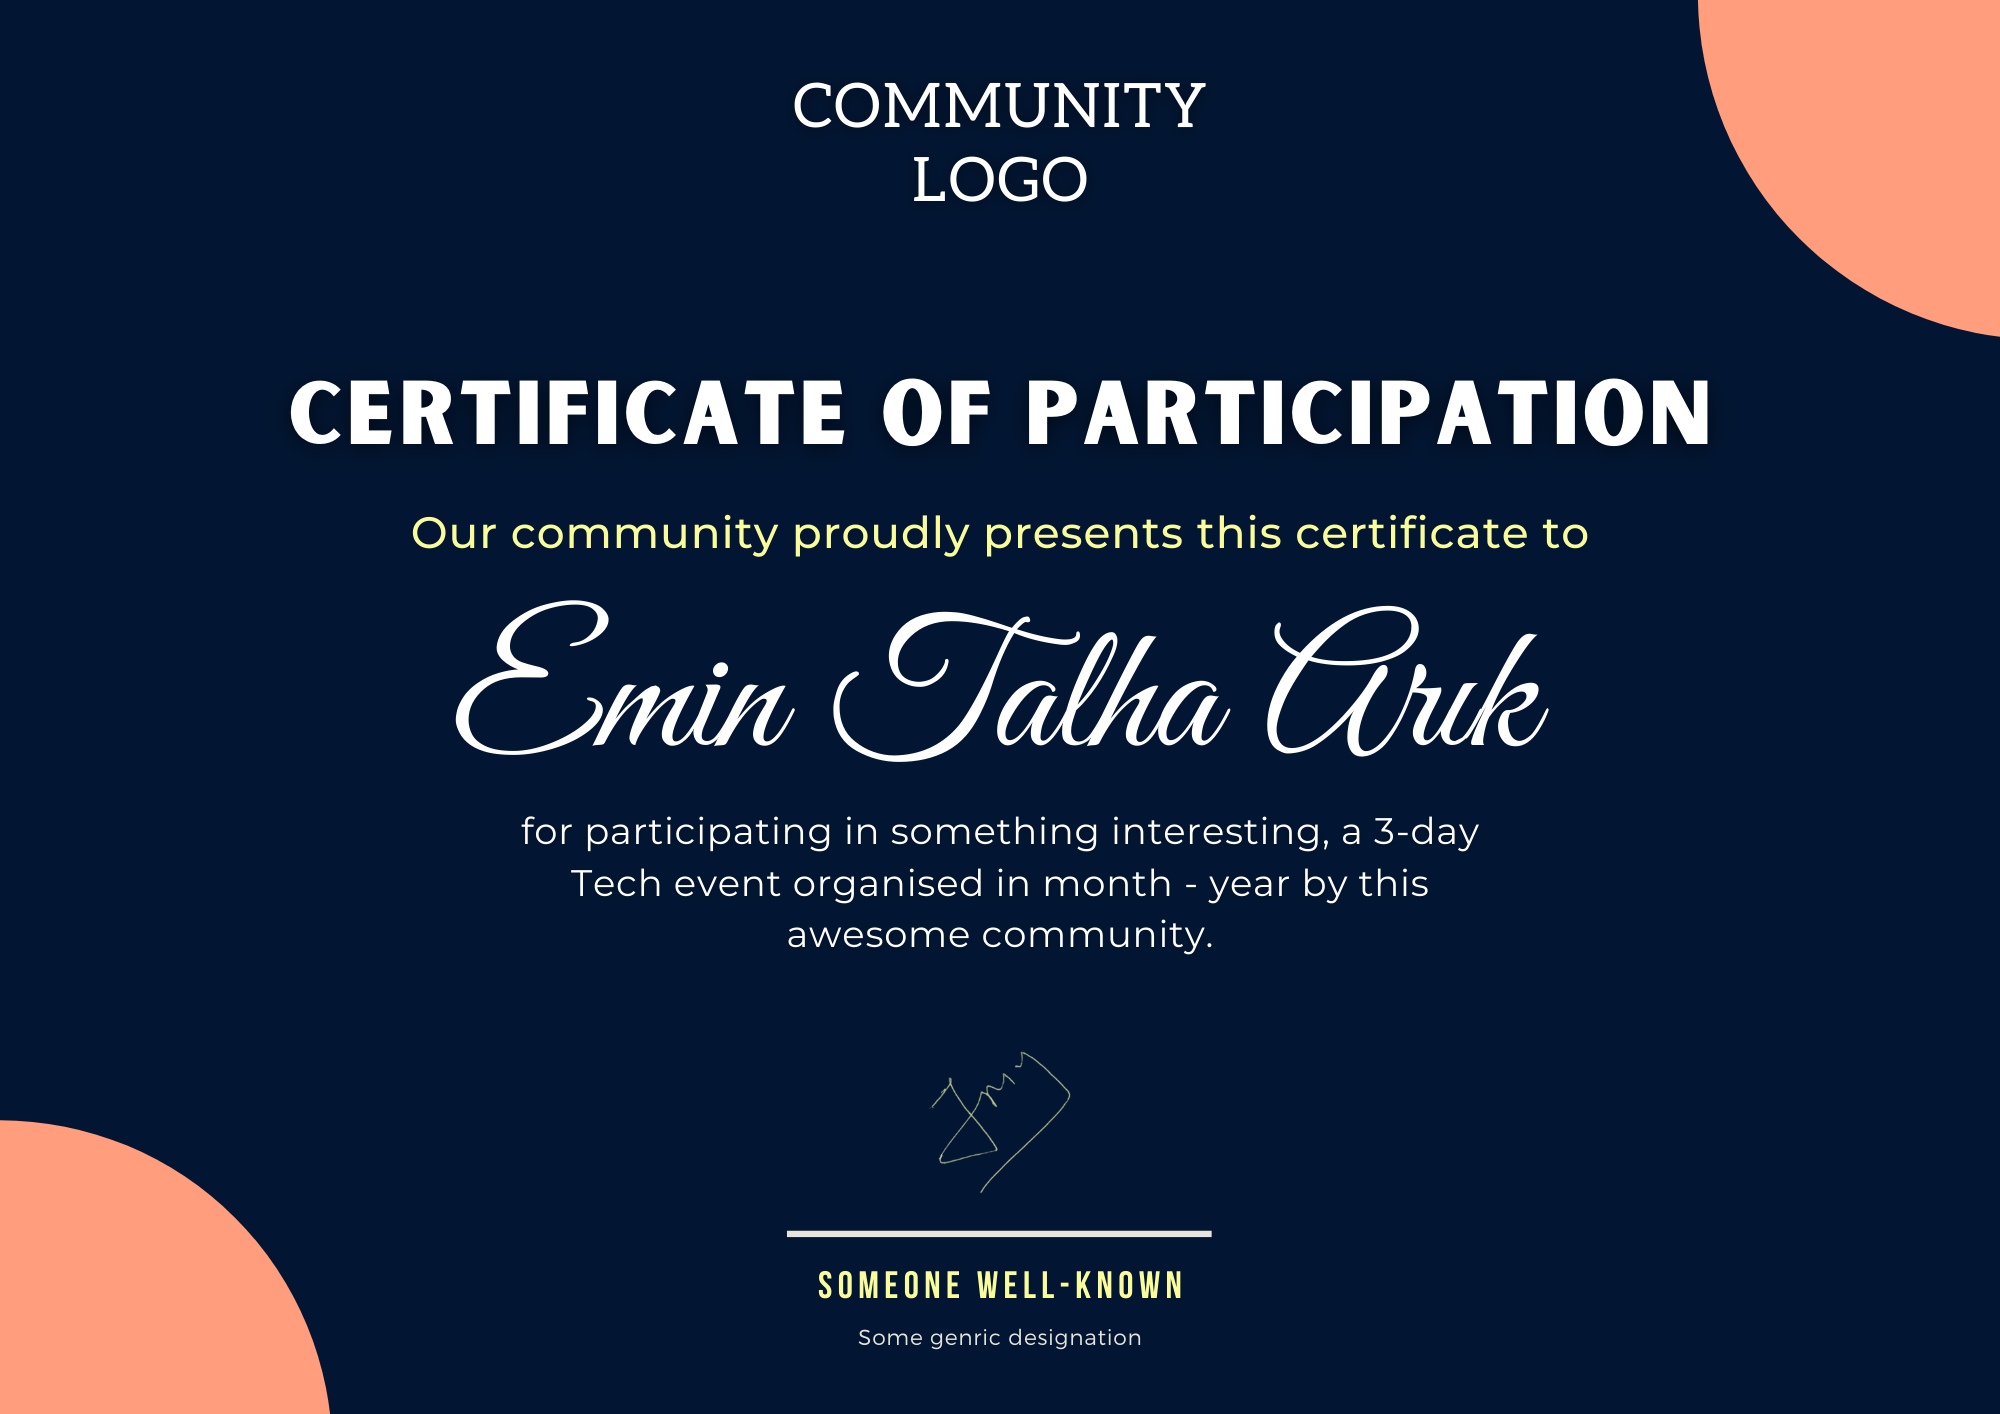 COMMUNITY
LOGO
CERTIFICATE OF PARTICIPATION
Our community proudly presents this certificate to
Emin Talha Arık
for participating in something interesting, a 3-day
Tech event organised in month - year by this
awesome community.
SOMEONE WELL-KNOWN
Some genric designation